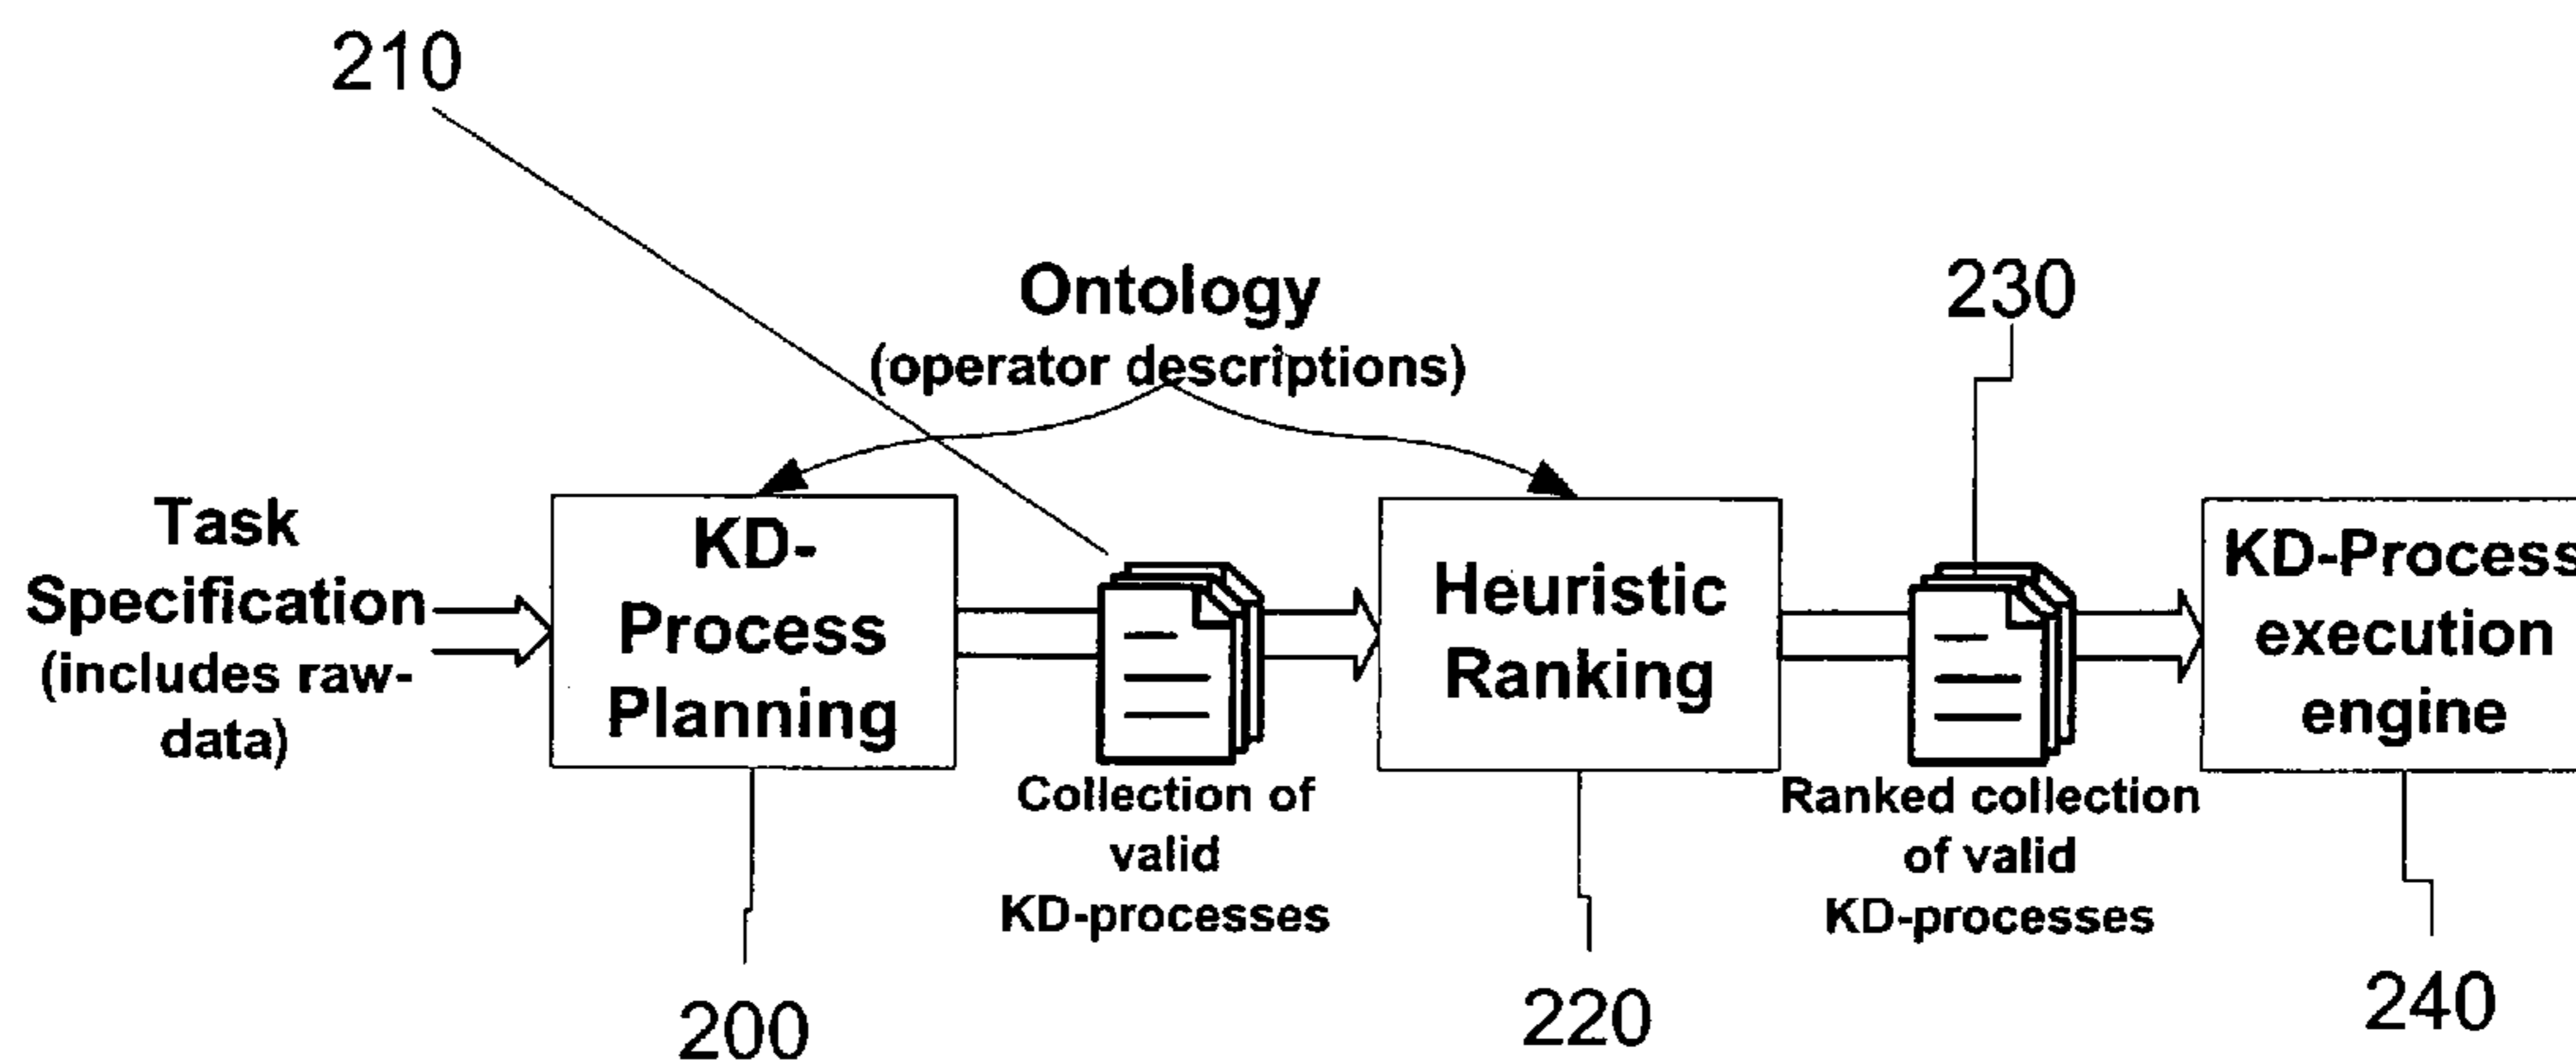 210
Ontology
(operator descriptions)
230
Task
Specification
(includes raw-
data)
KD-
Process
Planning
Collection of
valid
KD-processes
Heuristic
Ranking
Ranked collection
of valid
KD-processes
KD-Process
execution
engine
200
220
240